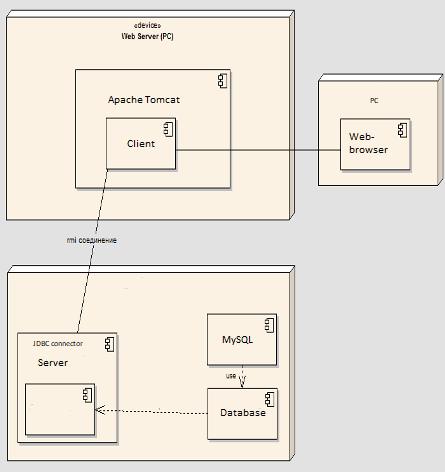 «device»
Web Server (PC)
Apache Tomcat
Client
PC
Web-
browser
rmi соединение
JDBC connector
Server
MySQL
use
Database